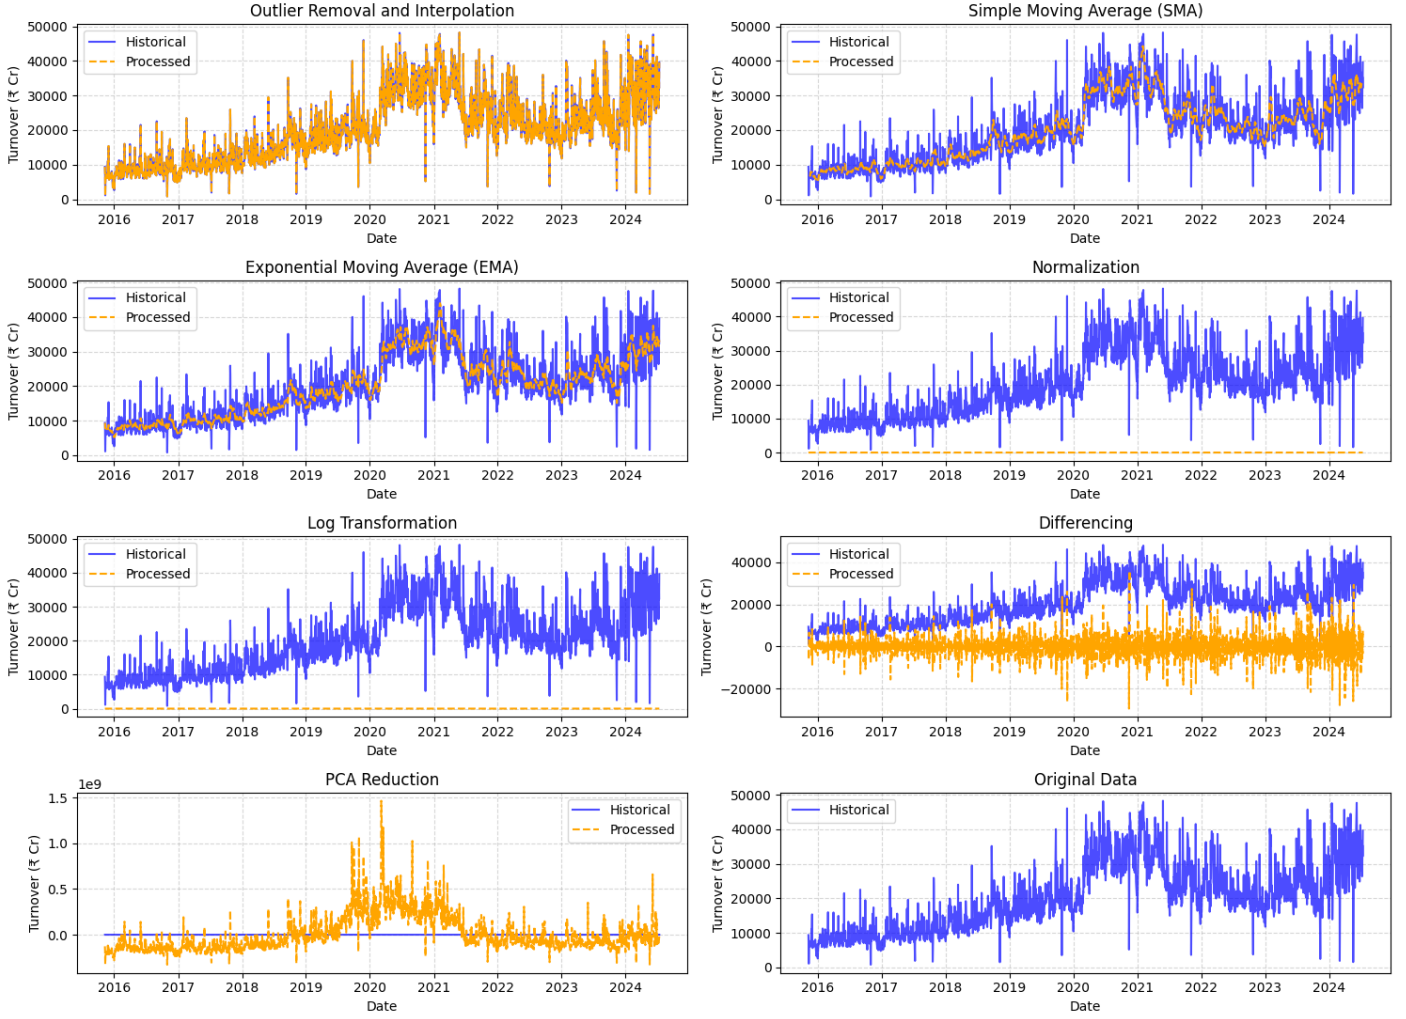 Outlier Removal and Interpolation
Turnover (₹ Cr)
50000
40000
30000
20000
10000
0
Historical
Processed
2016 2017 2018 2019 2020 2021 2022 2023 2024
Date
Simple Moving Average (SMA)
Turnover (₹ Cr)
50000
40000
30000
20000
10000
0
Historical
Processed
2016 2017 2018 2019 2020 2021 2022 2023 2024
Date
Exponential Moving Average (EMA)
Turnover (₹ Cr)
50000
40000
30000
20000
10000
0
Historical
Processed
2016 2017 2018 2019 2020 2021 2022 2023 2024
Date
Normalization
Turnover (₹ Cr)
50000
40000
30000
20000
10000
0
Historical
Processed
2016 2017 2018 2019 2020 2021 2022 2023 2024
Date
Log Transformation
Turnover (₹ Cr)
50000
40000
30000
20000
10000
0
Historical
Processed
2016 2017 2018 2019 2020 2021 2022 2023 2024
Date
Differencing
Turnover (₹ Cr)
40000
20000
0
−20000
Historical
Processed
2016 2017 2018 2019 2020 2021 2022 2023 2024
Date
PCA Reduction
1e9
Turnover (₹ Cr)
1.5
1.0
0.5
0.0
Historical
Processed
2016 2017 2018 2019 2020 2021 2022 2023 2024
Date
Original Data
Turnover (₹ Cr)
50000
40000
30000
20000
10000
0
Historical
2016 2017 2018 2019 2020 2021 2022 2023 2024
Date